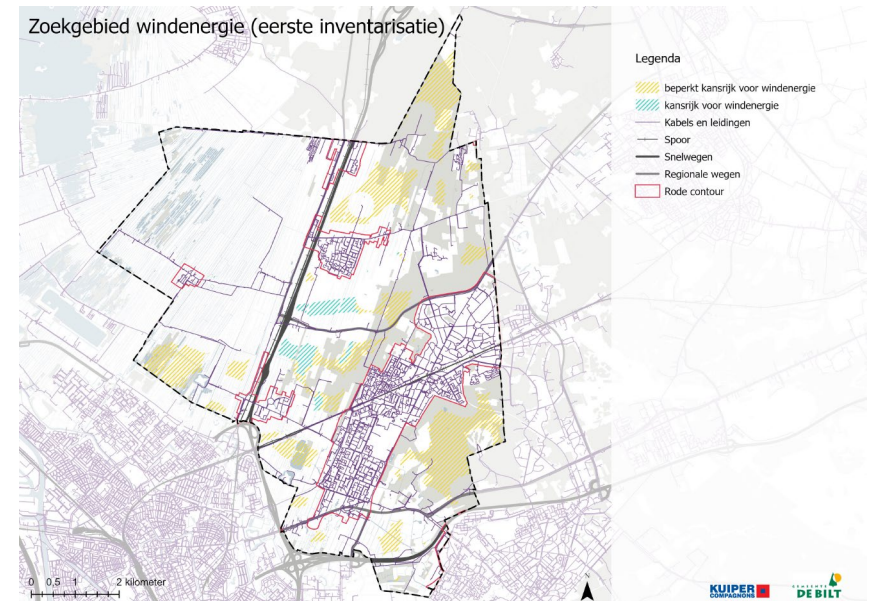 Zoekgebied windenergie (eerste inventarisatie)
Legenda
beperkt kansrijk voor windenergie
kansrijk voor windenergie
Kabels en leidingen
Spoor
Snelwegen
Regionale wegen
Rode contour
0 0,5 1 2 kilometer
N
KUIPER
COMPAGNONS
GEMEENTE
DE BILT